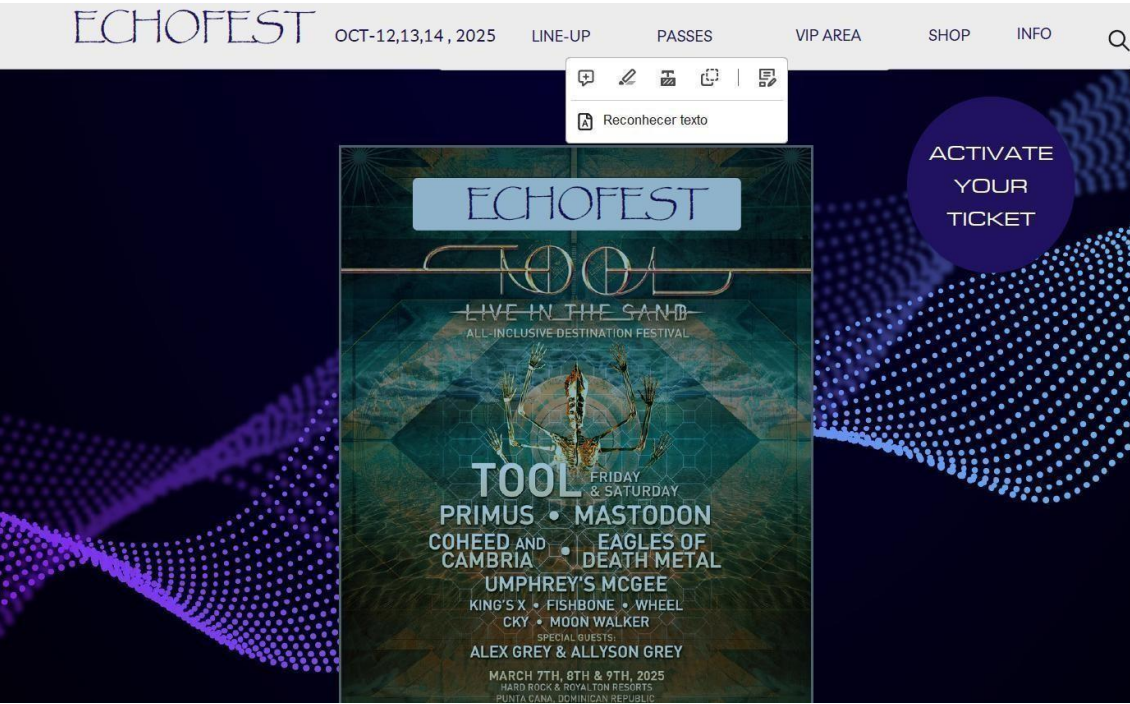 ECHOFEST OCT-12,13,14 , 2025 LINE-UP PASSES VIP AREA SHOP INFO
Reconhecer texto
ACTIVATE
YOUR
TICKET
ECHOFEST
TOOL
LIVE IN THE SAND
ALL-INCLUSIVE DESTINATION FESTIVAL
TOOL FRIDAY
& SATURDAY
PRIMUS • MASTODON
COHEED AND CAMBRIA • EAGLES OF DEATH METAL
UMPHREY'S MCGEE
KING'S X • FISHBONE • WHEEL
CKY • MOON WALKER
SPECIAL GUESTS:
ALEX GREY & ALLYSON GREY
MARCH 7TH, 8TH & 9TH, 2025
HARD ROCK & ROYALTON RESORTS
PUNTA CANA, DOMINICAN REPUBLIC